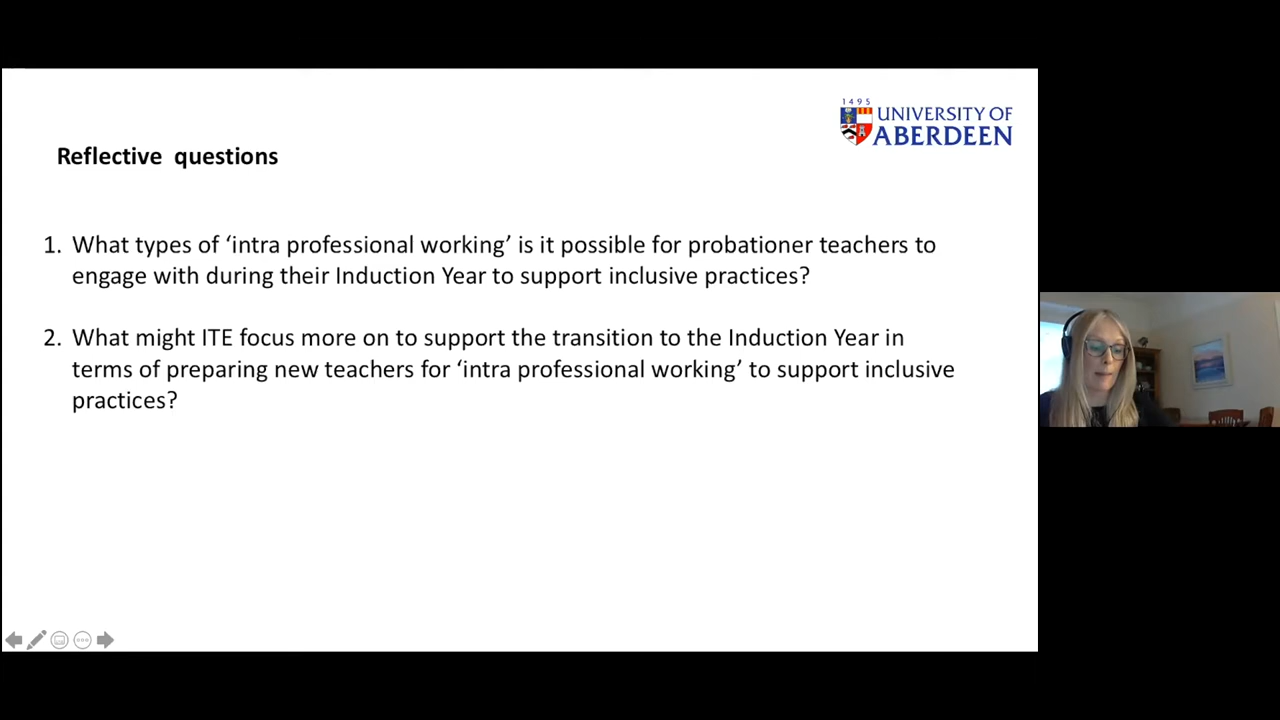 1495
UNIVERSITY OF
ABERDEEN
Reflective questions
1. What types of ‘intra professional working’ is it possible for probationer teachers to
engage with during their Induction Year to support inclusive practices?
2. What might ITE focus more on to support the transition to the Induction Year in
terms of preparing new teachers for ‘intra professional working’ to support inclusive
practices?